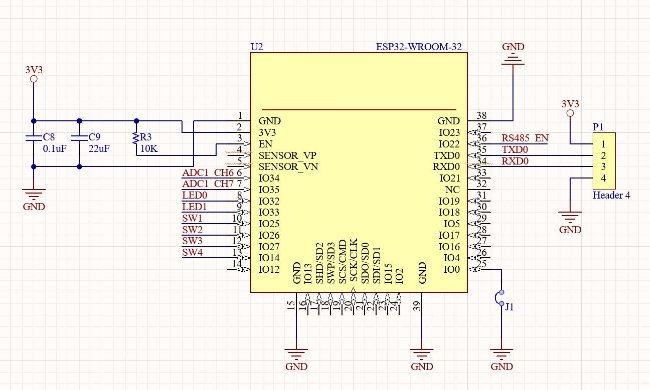 U2
ESP32-WROOM-32
GND
3V3
3V3
C8
0.1uF
C9
22uF
R3
10K
GND
1 GND
2 3V3
3 EN
4 SENSOR_VP
5 SENSOR_VN
ADC1_CH6 6 IO34
ADC1_CH7 7 IO35
LED0 8 IO32
LED1 9 IO33
SW1 10 IO25
SW2 IO26
SW3 IO27
SW4 IO14
14 IO12
GND 38
IO23 37
IO22 36 RS485_EN
TXD0 35 TXD0
RXD0 34 RXD0
IO21 33
NC 32
IO19 31
IO18 30
IO5 29
IO17 28
IO16 27
IO4 26
IO0 25
P1
1
2
3
4
Header 4
GND
GND
IO13
SHD/SD2
SWP/SD3
SCS/CMD
SCK/CLK
SDO/SD0
SDI/SD1
IO15
IO2
GND
15
16
17
18
19
20
21
22
23
24
39
J1
GND
GND
GND